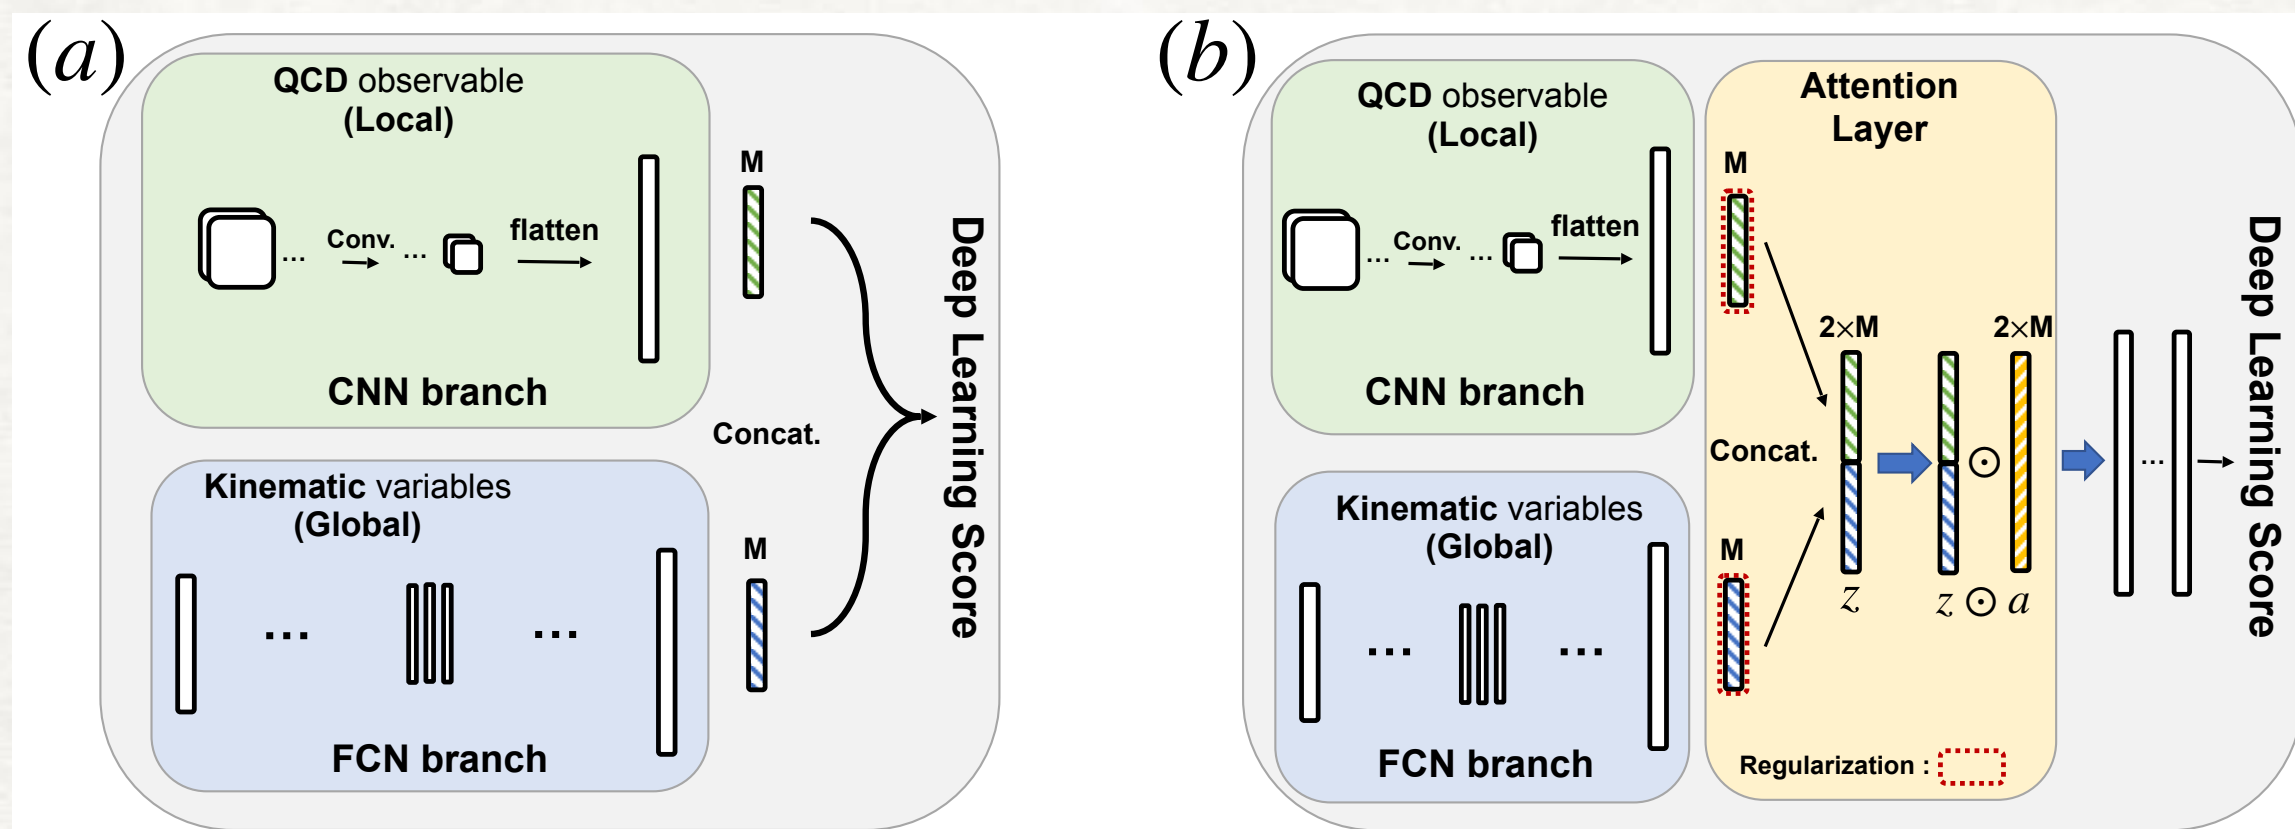 (a)
QCD observable
(Local)
... Conv. ... flatten
CNN branch
M
Concat.
Kinematic variables
(Global)
... ...
FCN branch
M
Deep Learning Score
(b)
QCD observable
(Local)
... Conv. ... flatten
CNN branch
Kinematic variables
(Global)
... ...
FCN branch
Attention
Layer
M
2×M 2×M
Concat.
⊙
M
z z ⊙ a
Regularization :
...
Deep Learning Score